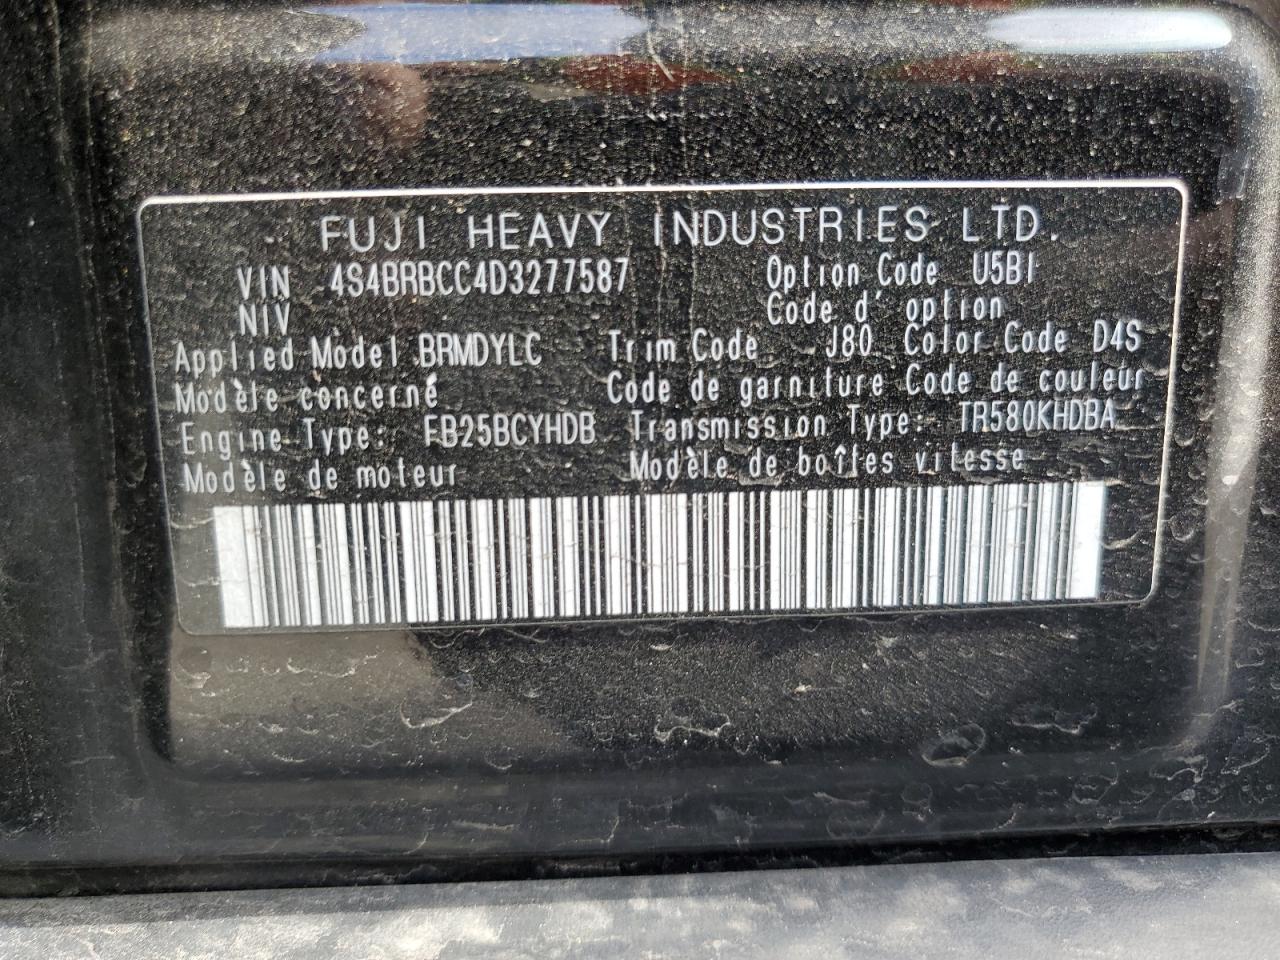 FUJI HEAVY INDUSTRIES LTD.
VIN 4S4BRBCC4D3277587 Option Code U5BI
NIV Code d'option
Applied Model BRMDYLC Trim Code J80 Color Code D4S
Modèle concerné Code de garniture Code de couleur
Engine Type: FB25BCYHDB Transmission Type: TR580KHDBA
Modèle de moteur Modèle de boîtes vitesse